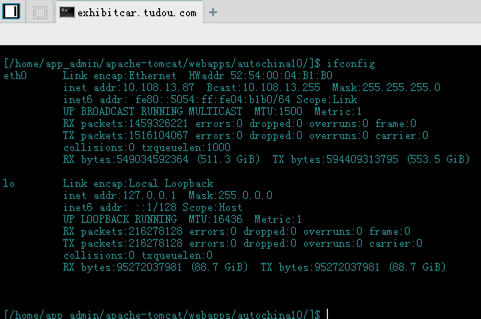 exhibitcar.tudou.com
[/home/app_admin/apache-tomcat/webapps/autochina10/]$ ifconfig
eth0 Link encap:Ethernet HWaddr 52:54:00:04:B1:B0
inet addr:10.108.13.87 Bcast:10.108.13.255 Mask:255.255.255.0
inet6 addr: fe80::5054:ff:fe04:b1b0/64 Scope:Link
UP BROADCAST RUNNING MULTICAST MTU:1500 Metric:1
RX packets:1459326221 errors:0 dropped:0 overruns:0 frame:0
TX packets:1516104067 errors:0 dropped:0 overruns:0 carrier:0
collisions:0 txqueuelen:1000
RX bytes:549034592364 (511.3 GiB) TX bytes:594409313795 (553.5 GiB)
lo Link encap:Local Loopback
inet addr:127.0.0.1 Mask:255.0.0.0
inet6 addr: ::1/128 Scope:Host
UP LOOPBACK RUNNING MTU:16436 Metric:1
RX packets:216278128 errors:0 dropped:0 overruns:0 frame:0
TX packets:216278128 errors:0 dropped:0 overruns:0 carrier:0
collisions:0 txqueuelen:0
RX bytes:95272037981 (88.7 GiB) TX bytes:95272037981 (88.7 GiB)
[/home/app_admin/apache-tomcat/webapps/autochina10/]$